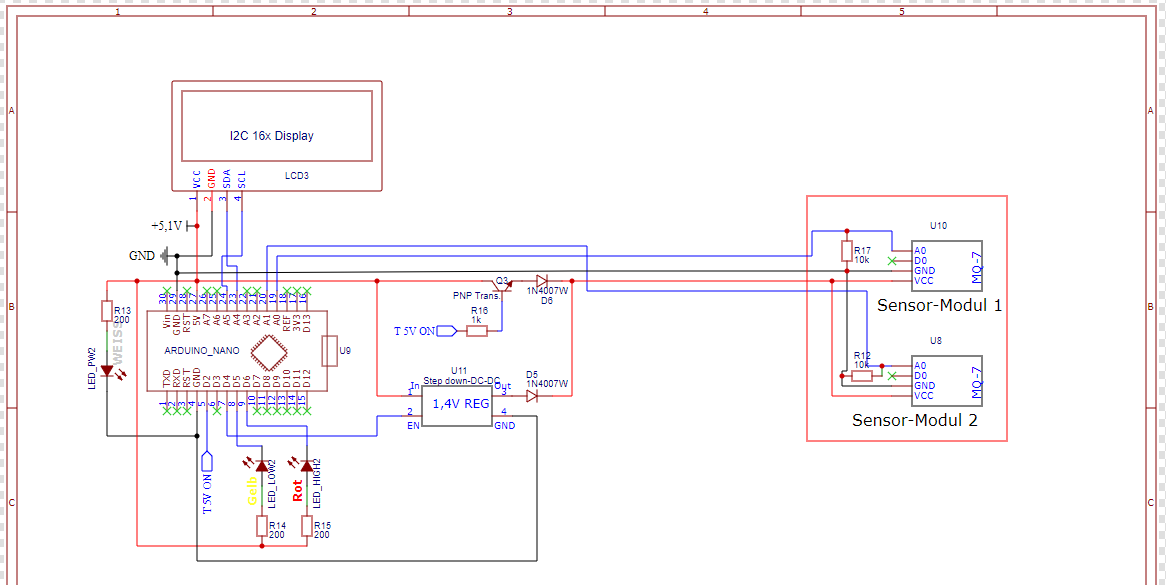 1 2 3 4 5
A A
I2C 16x Display
LCD3
VCC GND SDA SCL
1 2 3 4
+5,1V
GND
B B
30 29 28 27 26 25 24 23 22 21 20 19 18 17 16
Vin GND RST 5V A7 A6 A5 A4 A3 A2 A1 A0 REF 3V3 D13
ARDUINO_NANO
U9
TXD RXD RST GND D2 D3 D4 D5 D6 D7 D8 D9 D10 D11 D12
1 2 3 4 5 6 7 8 9 10 11 12 13 14 15
R13
200
WEISS
LED_PW2
Q3
PNP Trans.
1N4007W
D6
R16
1k
T 5V ON
U11
Step down-DC-DC
In
1
1,4V REG
2
EN
Out
3
4
GND
D5
1N4007W
U10
R17
10k
A0
D0
GND
VCC
MQ-7
Sensor-Modul 1
U8
R12
10k
A0
D0
GND
VCC
MQ-7
Sensor-Modul 2
C C
T 5V ON
Gelb
LED_LOW2
Rot
LED_HIGH2
R14
200
R15
200